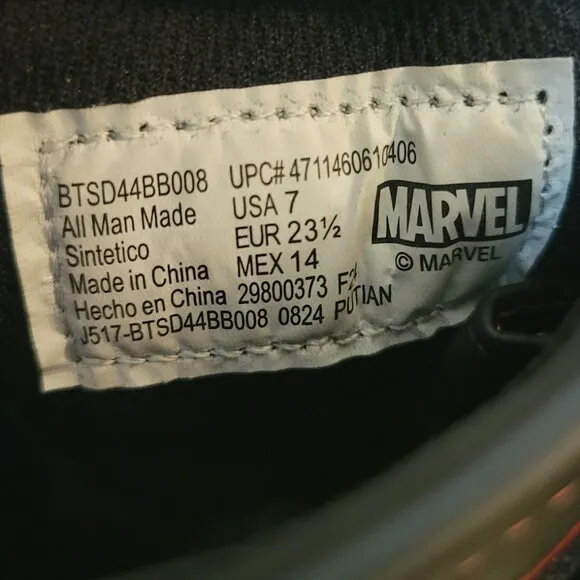 BTSD44BB008 UPC# 4711460610406
All Man Made USA 7
Sintetico EUR 23½
Made in China MEX 14
Hecho en China 29800373
J517-BTSD44BB008 0824 PUTIAN
MARVEL
© MARVEL